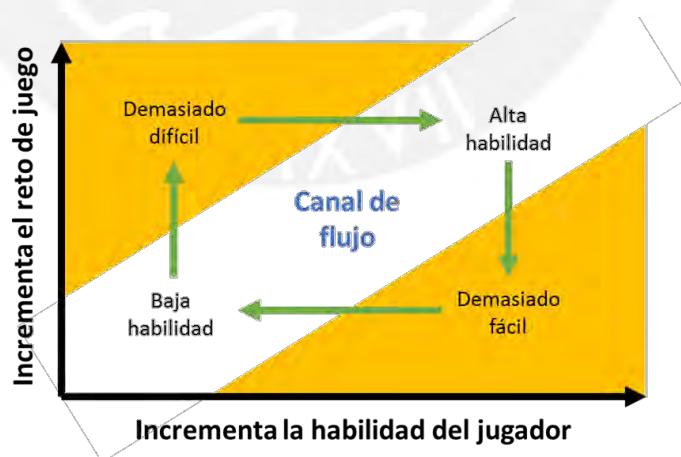 Incrementa el reto de juego
Demasiado
difícil
Alta
habilidad
Canal de
flujo
Baja
habilidad
Demasiado
fácil
Incrementa la habilidad del jugador